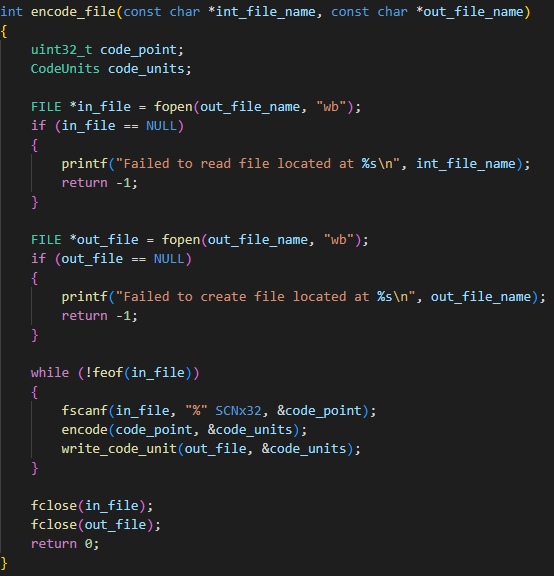 int encode_file(const char *int_file_name, const char *out_file_name)
{
    uint32_t code_point;
    CodeUnits code_units;

    FILE *in_file = fopen(out_file_name, "wb");
    if (in_file == NULL)
    {
        printf("Failed to read file located at %s\n", int_file_name);
        return -1;
    }

    FILE *out_file = fopen(out_file_name, "wb");
    if (out_file == NULL)
    {
        printf("Failed to create file located at %s\n", out_file_name);
        return -1;
    }

    while (!feof(in_file))
    {
        fscanf(in_file, "%" SCNx32, &code_point);
        encode(code_point, &code_units);
        write_code_unit(out_file, &code_units);
    }

    fclose(in_file);
    fclose(out_file);
    return 0;
}